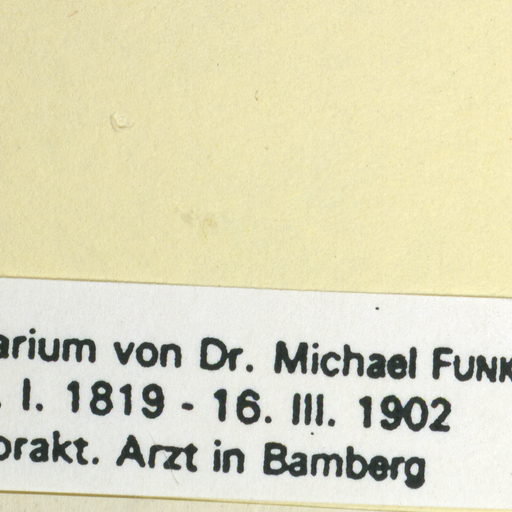 arium von Dr. Michael FUNK
. I. 1819 - 16. III. 1902
prakt. Arzt in Bamberg